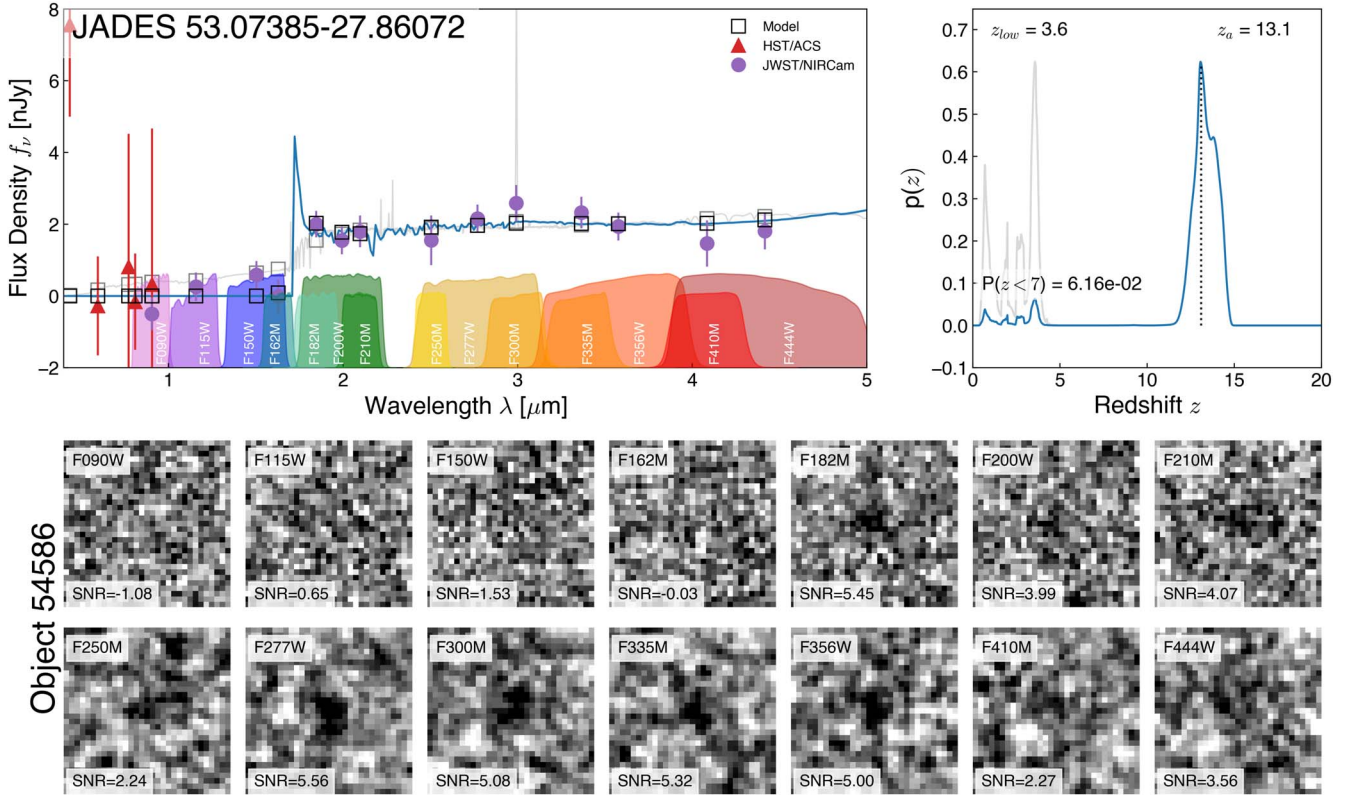 JADES 53.07385-27.86072
Model
HST/ACS
JWST/NIRCam
Flux Density f_ν [nJy]
8
6
4
2
0
−2
F090W
F115W
F150W
F162M
F182M
F200W
F210M
F250M
F277W
F300M
F335M
F356W
F410M
F444W
1 2 3 4 5
Wavelength λ [μm]
z_low = 3.6
z_a = 13.1
P(z < 7) = 6.16e-02
p(z)
0.7
0.6
0.5
0.4
0.3
0.2
0.1
0.0
−0.1
0 5 10 15 20
Redshift z
Object 54586
F090W F115W F150W F162M F182M F200W F210M
SNR=-1.08 SNR=0.65 SNR=1.53 SNR=-0.03 SNR=5.45 SNR=3.99 SNR=4.07
F250M F277W F300M F335M F356W F410M F444W
SNR=2.24 SNR=5.56 SNR=5.08 SNR=5.32 SNR=5.00 SNR=2.27 SNR=3.56